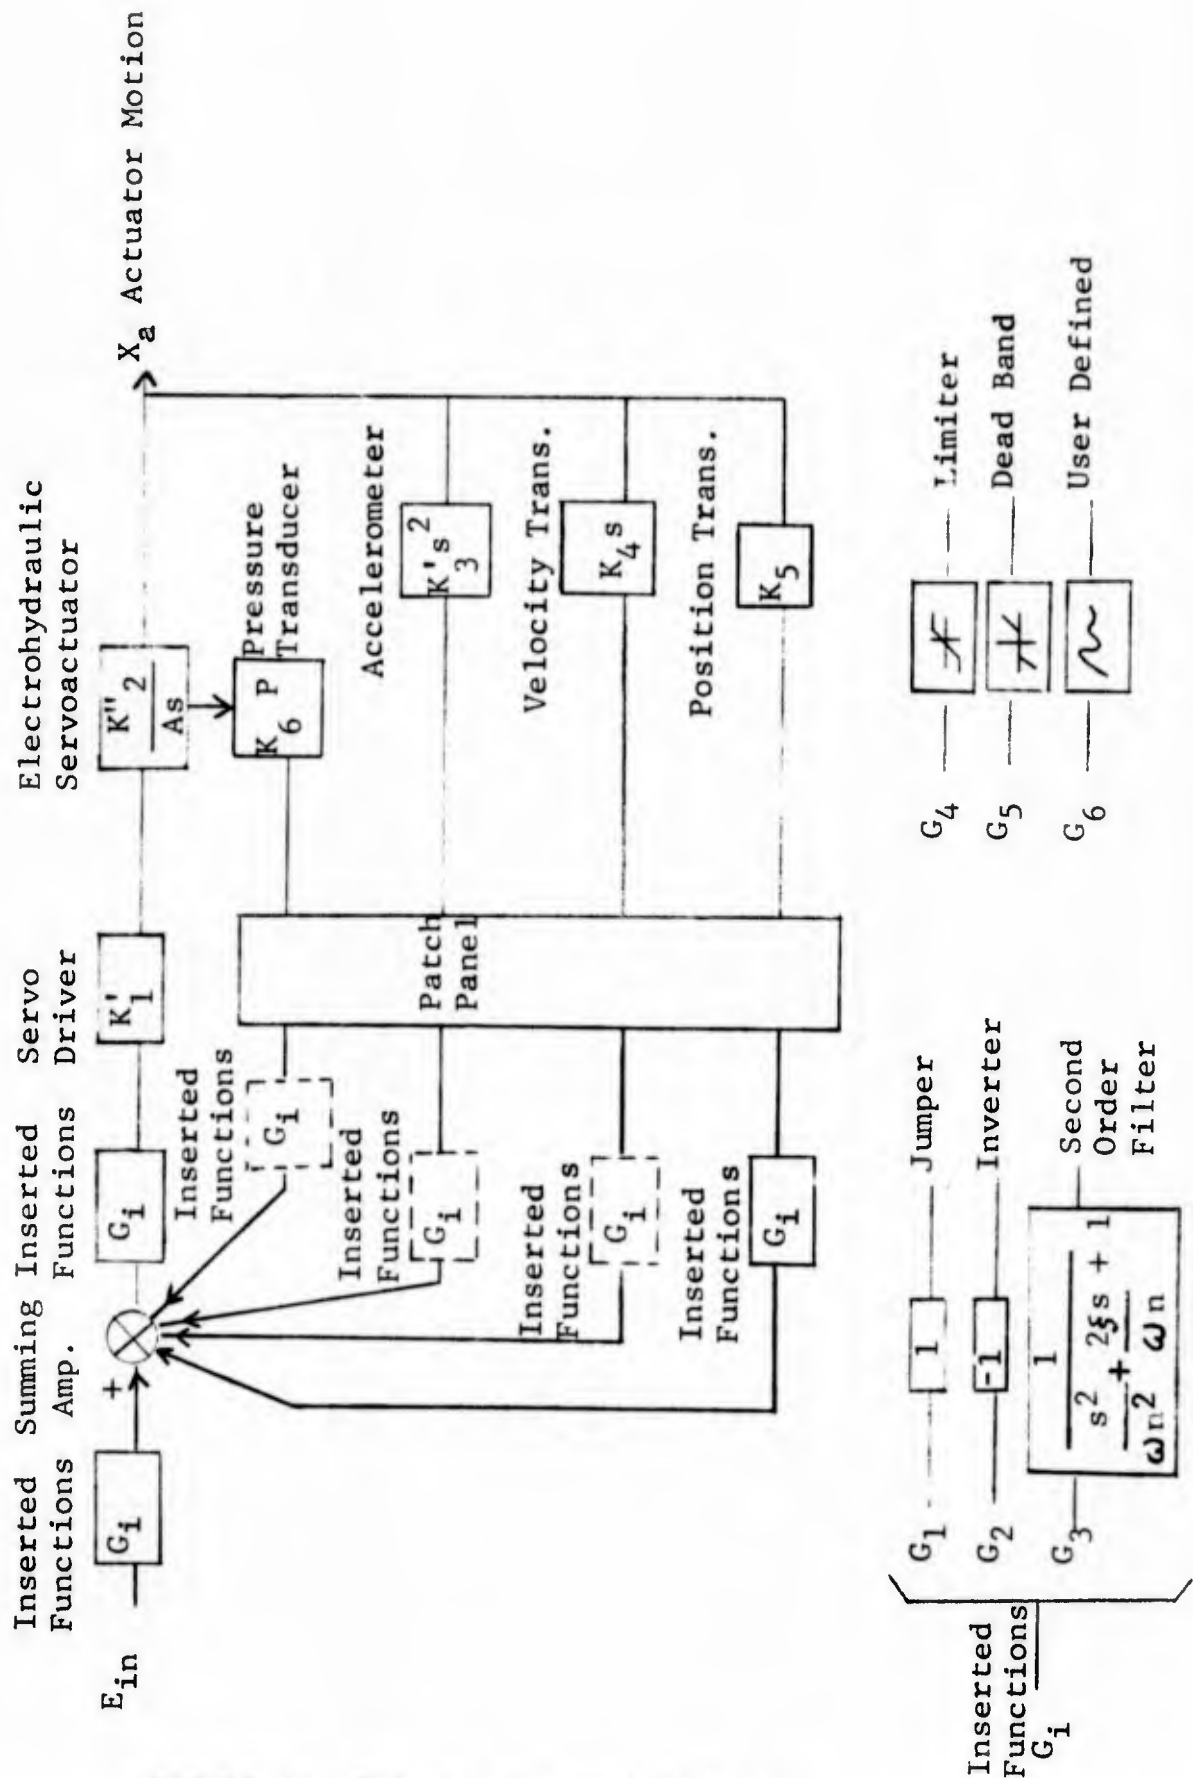 Inserted
Functions
Summing
Amp.
Inserted
Functions
Servo
Driver
Electrohydraulic
Servoactuator
E_in
G_i
+
G_i
K'_1
K''_2
As
X_a Actuator Motion
Inserted
Functions
G_i
K_6 P
Pressure
Transducer
Inserted
Functions
G_i
Patch
Panel
K'_3 s^2
Accelerometer
Inserted
Functions
G_i
K_4 s
Velocity Trans.
Inserted
Functions
G_i
K_5
Position Trans.
Inserted
Functions
G_i
G_1
1
Jumper
G_2
-1
Inverter
G_3
1
s^2 + 2ξs + 1
ωn^2 ωn
Second
Order
Filter
G_4
Limiter
G_5
Dead Band
G_6
User Defined